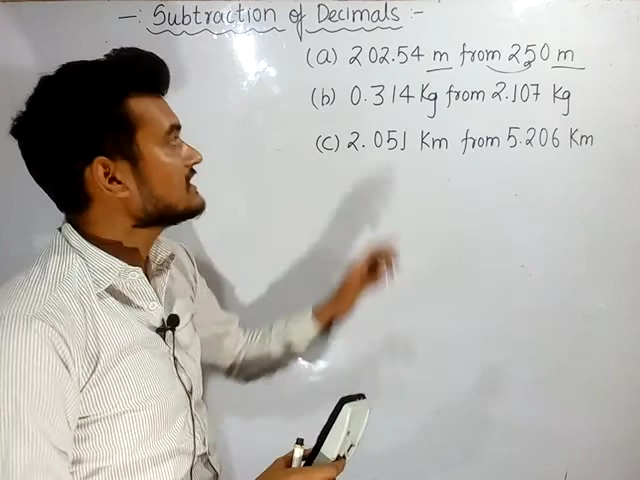 -: Subtraction of Decimals :-
(a) 202.54 m from 250 m
(b) 0.314 Kg from 2.107 Kg
(c) 2.051 Km from 5.206 Km